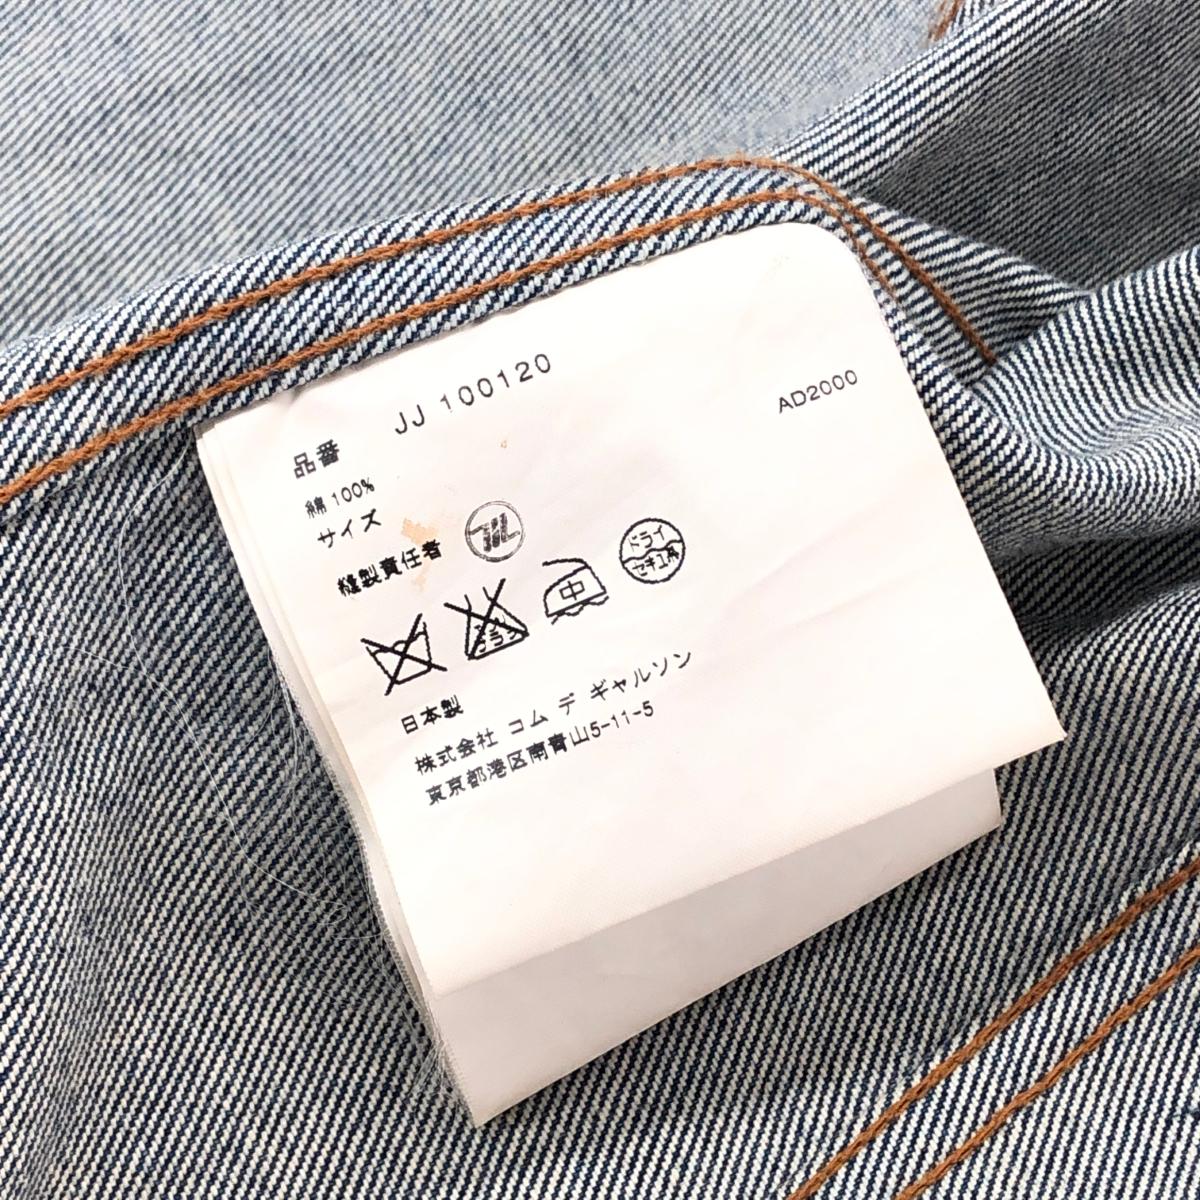 品番 JJ 100120
AD2000
綿 100%
サイズ
縫製責任者
中
ドライ
セキユ系
日本製
株式会社 コム デ ギャルソン
東京都港区南青山5-11-5